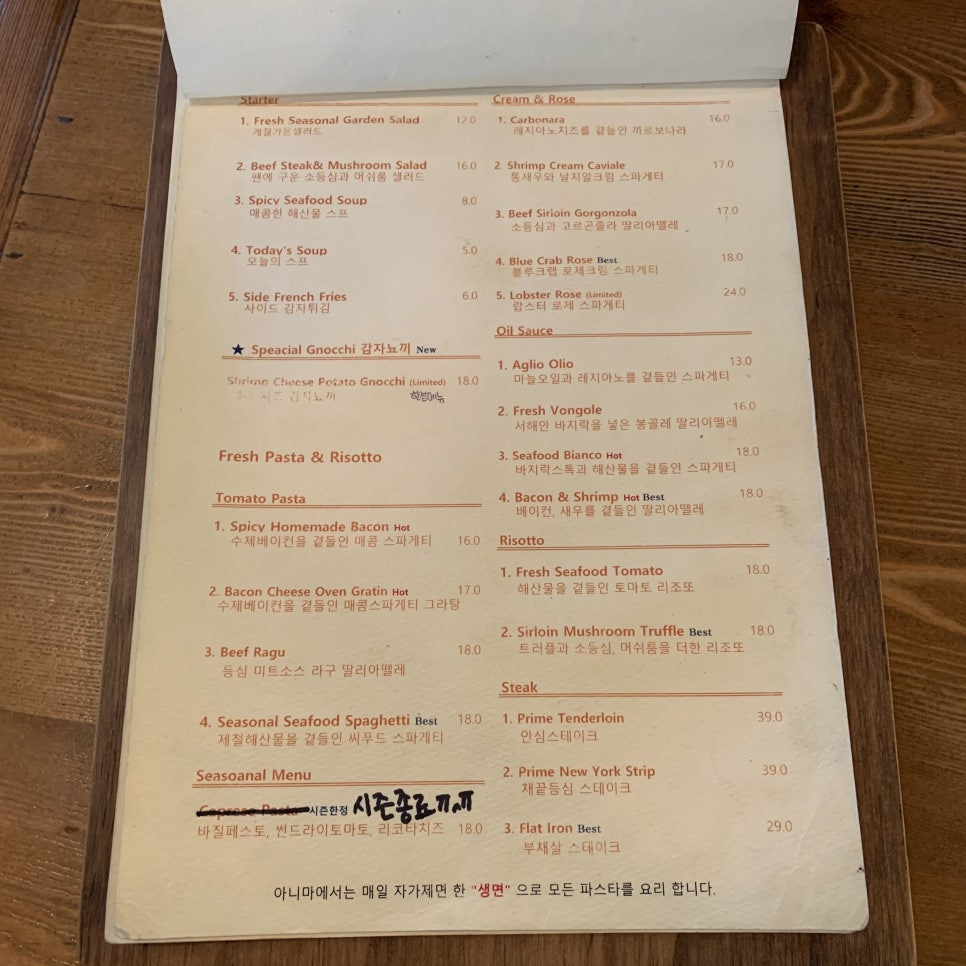 Starter
1. Fresh Seasonal Garden Salad 12.0
계절가든샐러드
2. Beef Steak& Mushroom Salad 16.0
팬에 구운 소등심과 머쉬룸 샐러드
3. Spicy Seafood Soup 8.0
매콤한 해산물 스프
4. Today's Soup 5.0
오늘의 스프
5. Side French Fries 6.0
사이드 감자튀김
★ Speacial Gnocchi 감자뇨끼 New
Shrimp Cheese Potato Gnocchi (Limited) 18.0
치즈 감자뇨끼 한정메뉴
Fresh Pasta & Risotto
Tomato Pasta
1. Spicy Homemade Bacon Hot
수제베이컨을 곁들인 매콤 스파게티 16.0
2. Bacon Cheese Oven Gratin Hot 17.0
수제베이컨을 곁들인 매콤스파게티 그라탕
3. Beef Ragu 18.0
등심 미트소스 라구 딸리아뗄레
4. Seasonal Seafood Spaghetti Best 18.0
제철해산물을 곁들인 씨푸드 스파게티
Seasoanal Menu
Caprese Pasta 시즌한정 시즌종료ㅠㅠ
바질페스토, 썬드라이토마토, 리코타치즈 18.0
Cream & Rose
1. Carbonara 16.0
레지아노치즈를 곁들인 까르보나라
2. Shrimp Cream Caviale 17.0
통새우와 날치알크림 스파게티
3. Beef Sirloin Gorgonzola 17.0
소등심과 고르곤졸라 딸리아뗄레
4. Blue Crab Rose Best 18.0
블루크랩 로제크림 스파게티
5. Lobster Rose (Limited) 24.0
랍스터 로제 스파게티
Oil Sauce
1. Aglio Olio 13.0
마늘오일과 레지아노를 곁들인 스파게티
2. Fresh Vongole 16.0
서해안 바지락을 넣은 봉골레 딸리아뗄레
3. Seafood Bianco Hot 18.0
바지락스톡과 해산물을 곁들인 스파게티
4. Bacon & Shrimp Hot Best 18.0
베이컨, 새우를 곁들인 딸리아뗼레
Risotto
1. Fresh Seafood Tomato 18.0
해산물을 곁들인 토마토 리조또
2. Sirloin Mushroom Truffle Best 18.0
트러플과 소등심, 머쉬룸을 더한 리조또
Steak
1. Prime Tenderloin 39.0
안심스테이크
2. Prime New York Strip 39.0
채끝등심 스테이크
3. Flat Iron Best 29.0
부채살 스테이크
아니마에서는 매일 자가제면 한 "생면" 으로 모든 파스타를 요리 합니다.